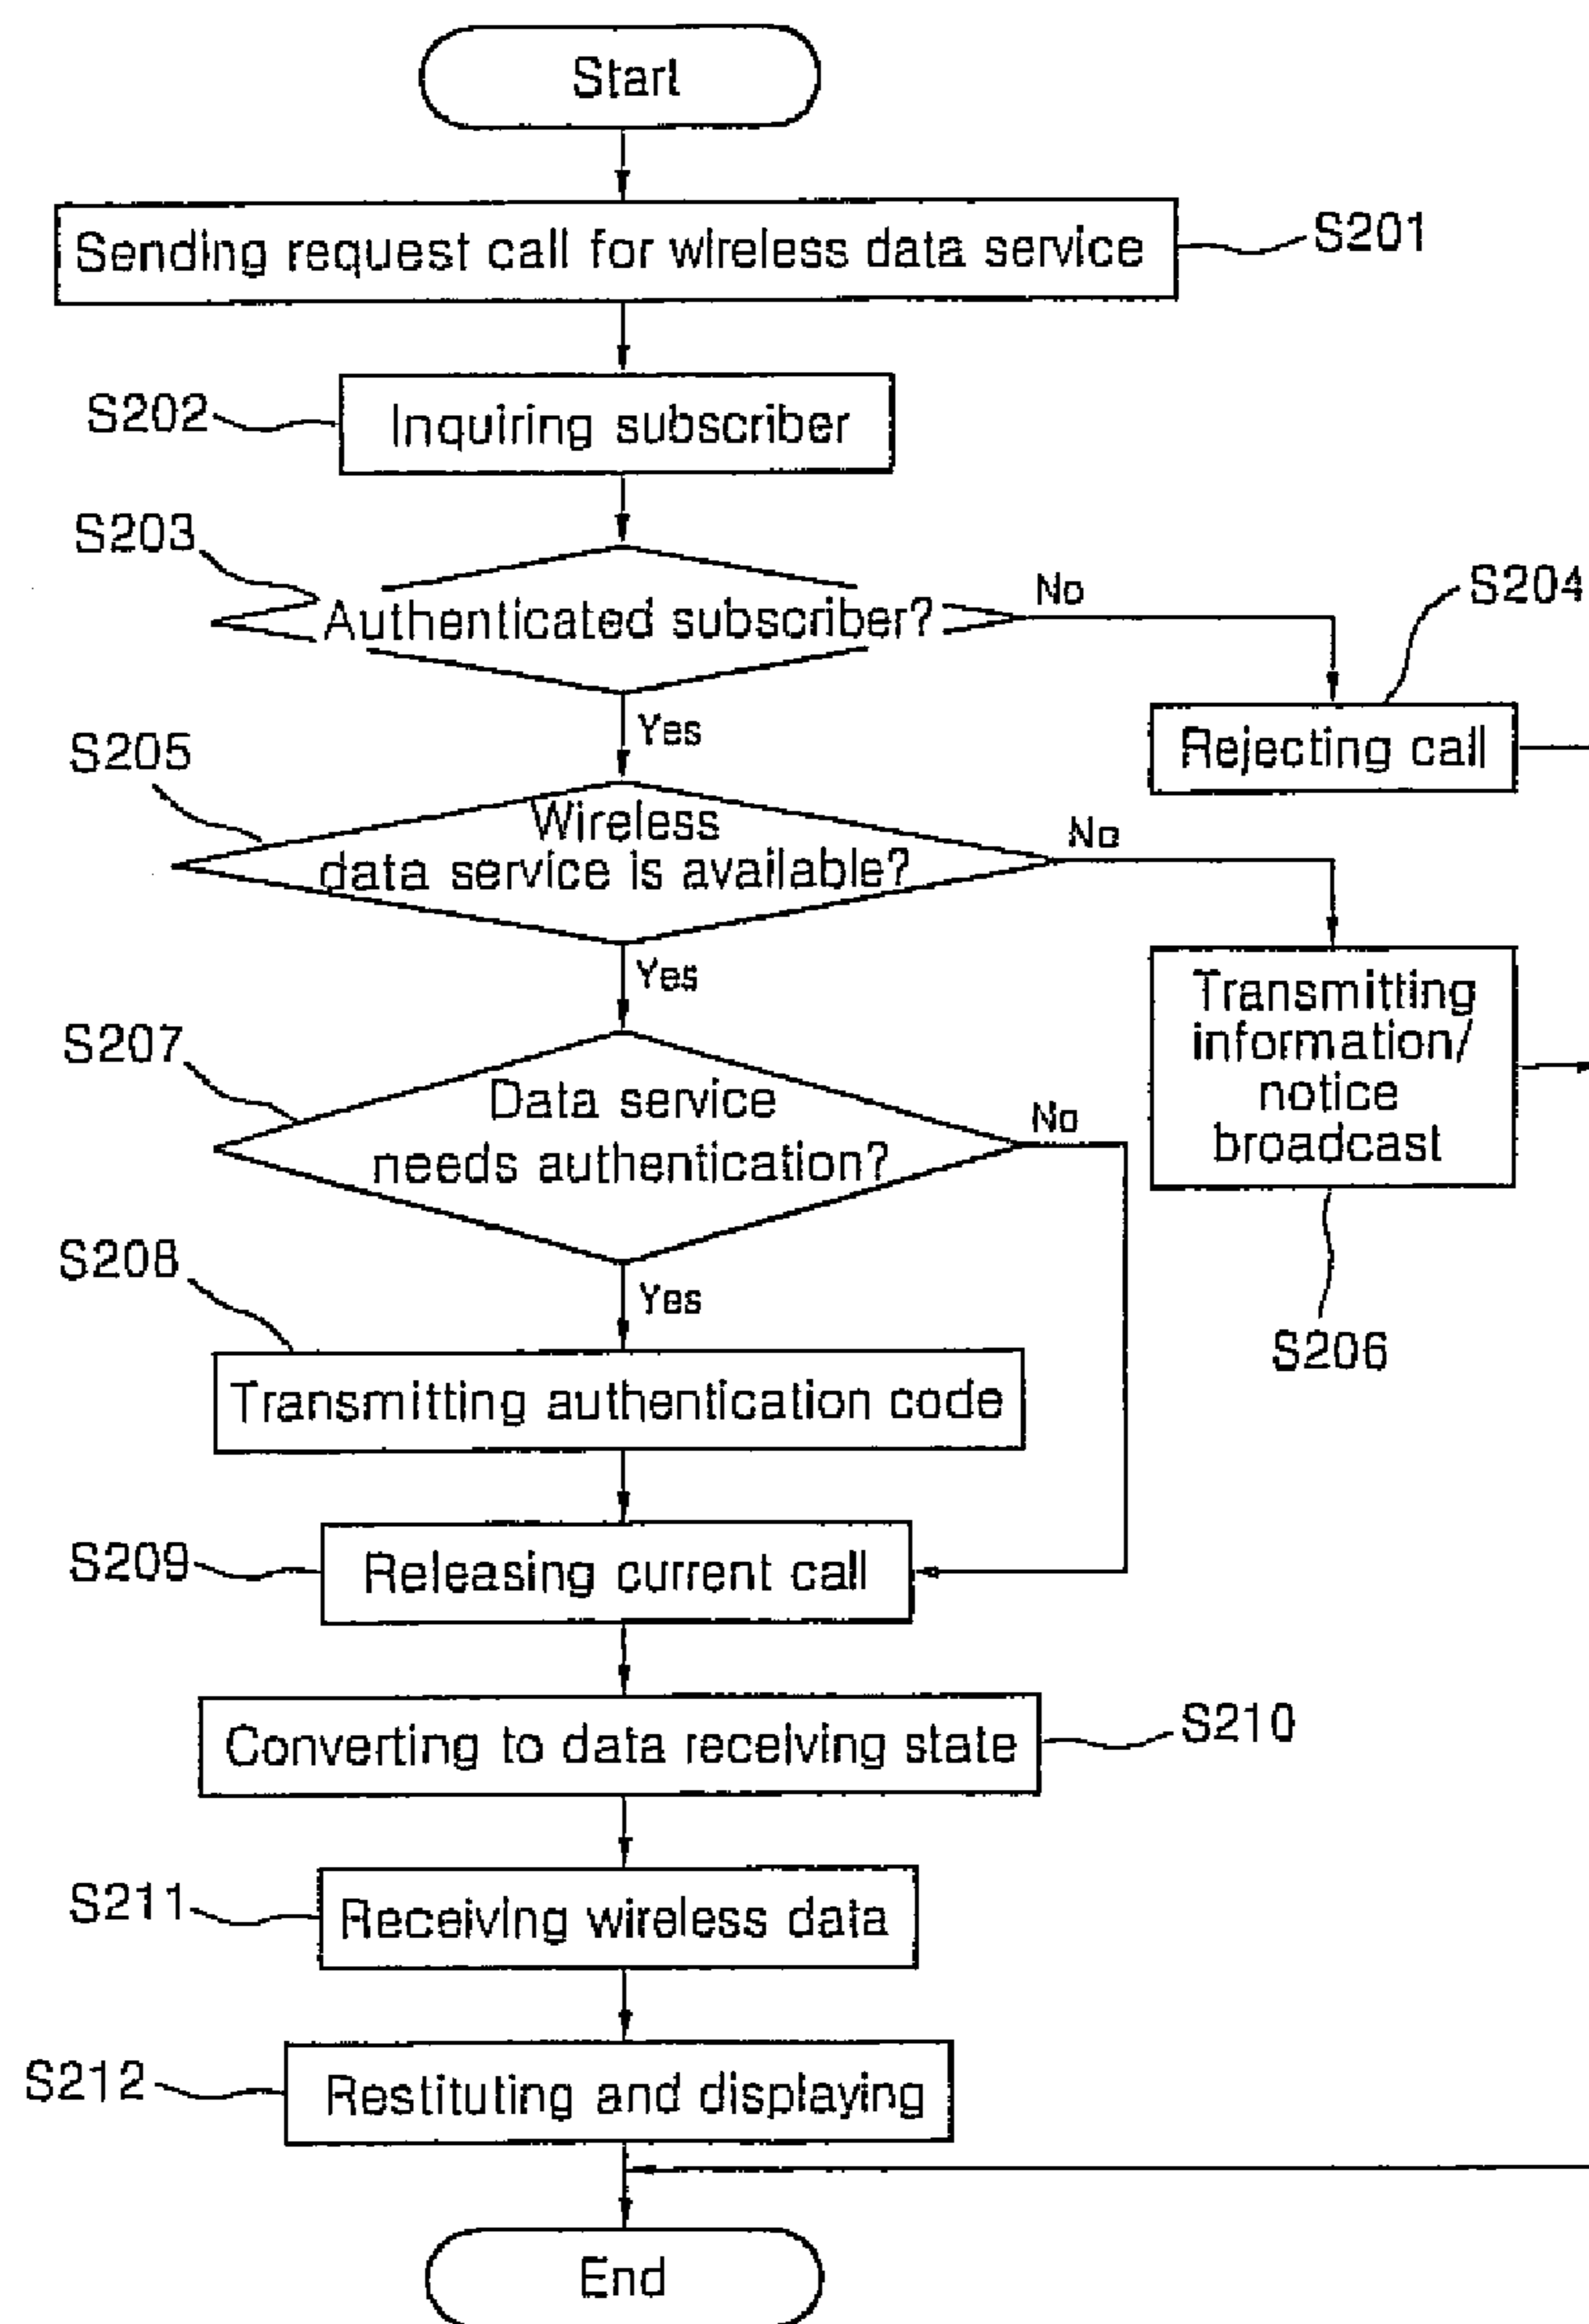 Start
Sending request call for wireless data service
S201
S202
Inquiring subscriber
S203
Authenticated subscriber?
No
S204
Yes
Rejecting call
S205
Wireless
data service is available?
No
Yes
Transmitting
information/
notice
broadcast
S206
S207
Data service
needs authentication?
No
S208
Yes
Transmitting authentication code
S209
Releasing current call
Converting to data receiving state
S210
S211
Receiving wireless data
S212
Restituting and displaying
End